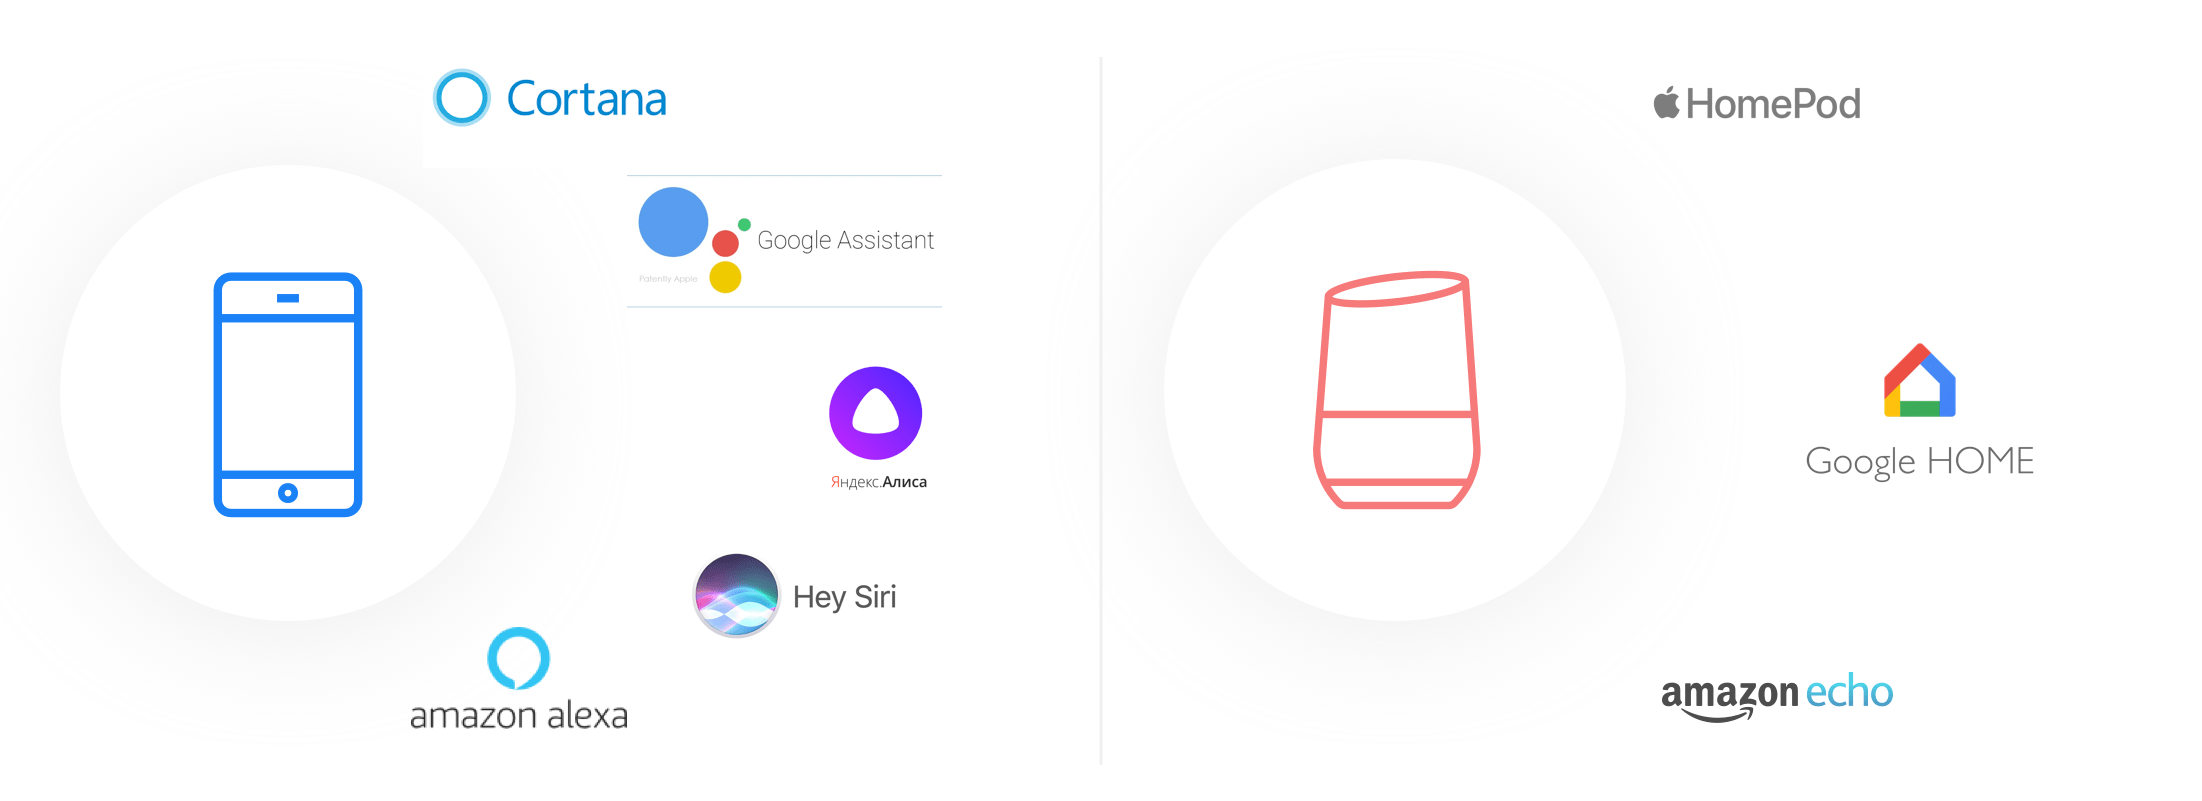 Cortana
Google Assistant
Patently Apple
Яндекс.Алиса
Hey Siri
amazon alexa
HomePod
Google HOME
amazon echo